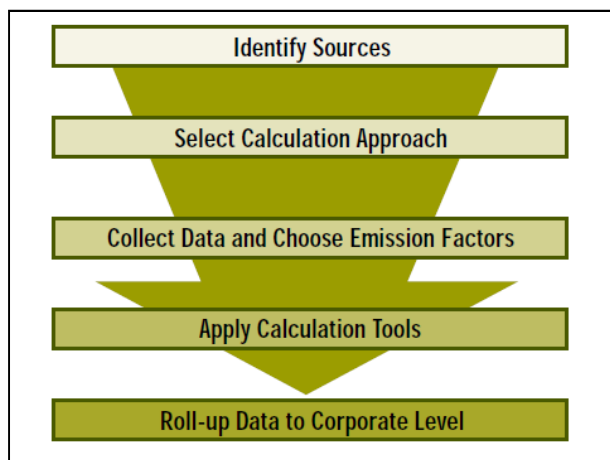 Identify Sources
Select Calculation Approach
Collect Data and Choose Emission Factors
Apply Calculation Tools
Roll-up Data to Corporate Level